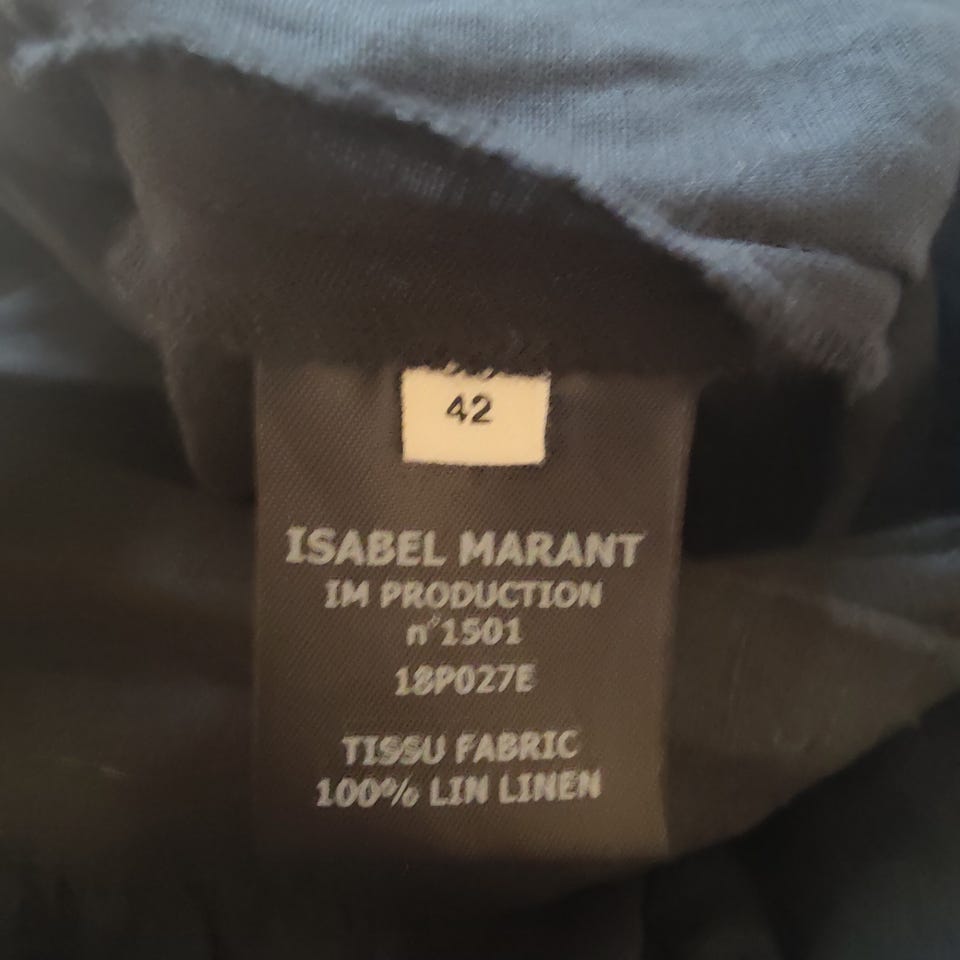 42
ISABEL MARANT
IM PRODUCTION
n°1501
18P027E
TISSU FABRIC
100% LIN LINEN